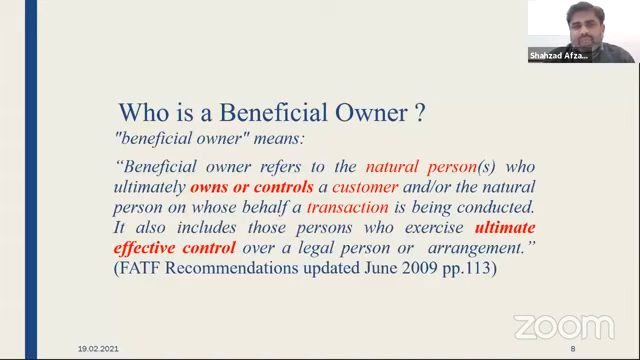 Shahzad Afza...
Who is a Beneficial Owner ?
"beneficial owner" means:
“Beneficial owner refers to the natural person(s) who
ultimately owns or controls a customer and/or the natural
person on whose behalf a transaction is being conducted.
It also includes those persons who exercise ultimate
effective control over a legal person or arrangement.”
(FATF Recommendations updated June 2009 pp.113)
zoom
19.02.2021
8